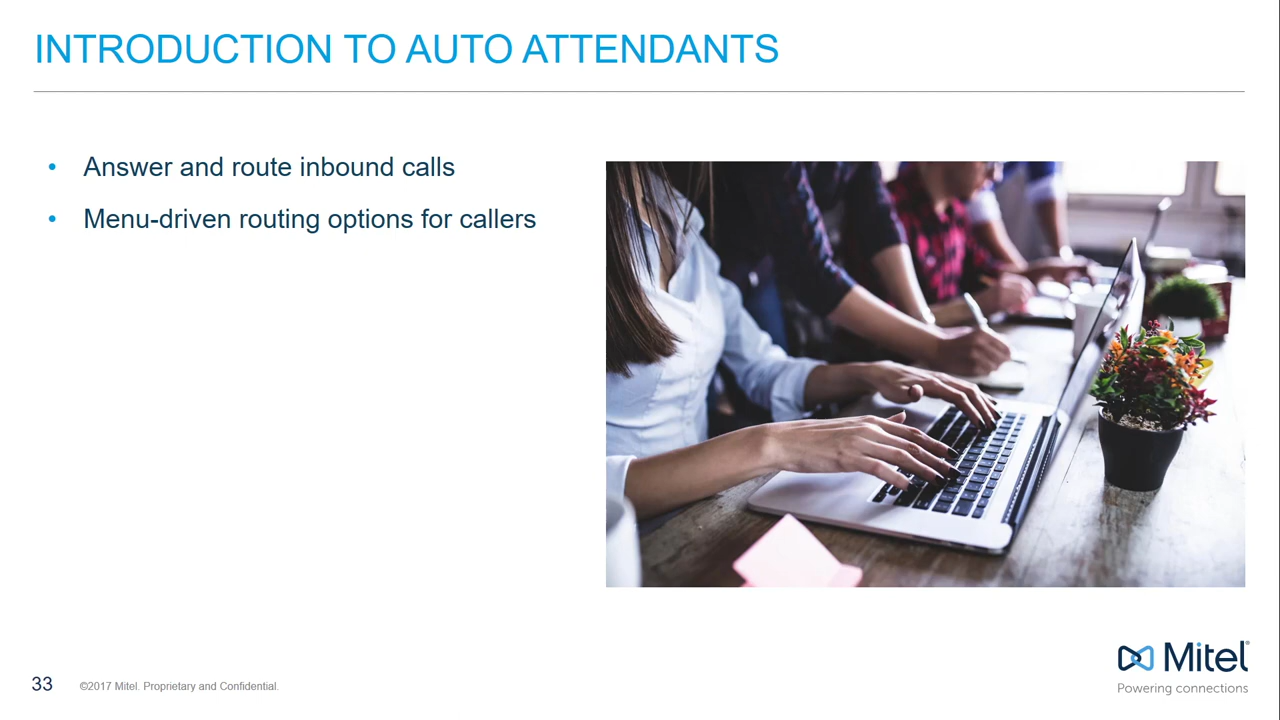 INTRODUCTION TO AUTO ATTENDANTS
• Answer and route inbound calls
• Menu-driven routing options for callers
Mitel®
Powering connections
33 ©2017 Mitel. Proprietary and Confidential.